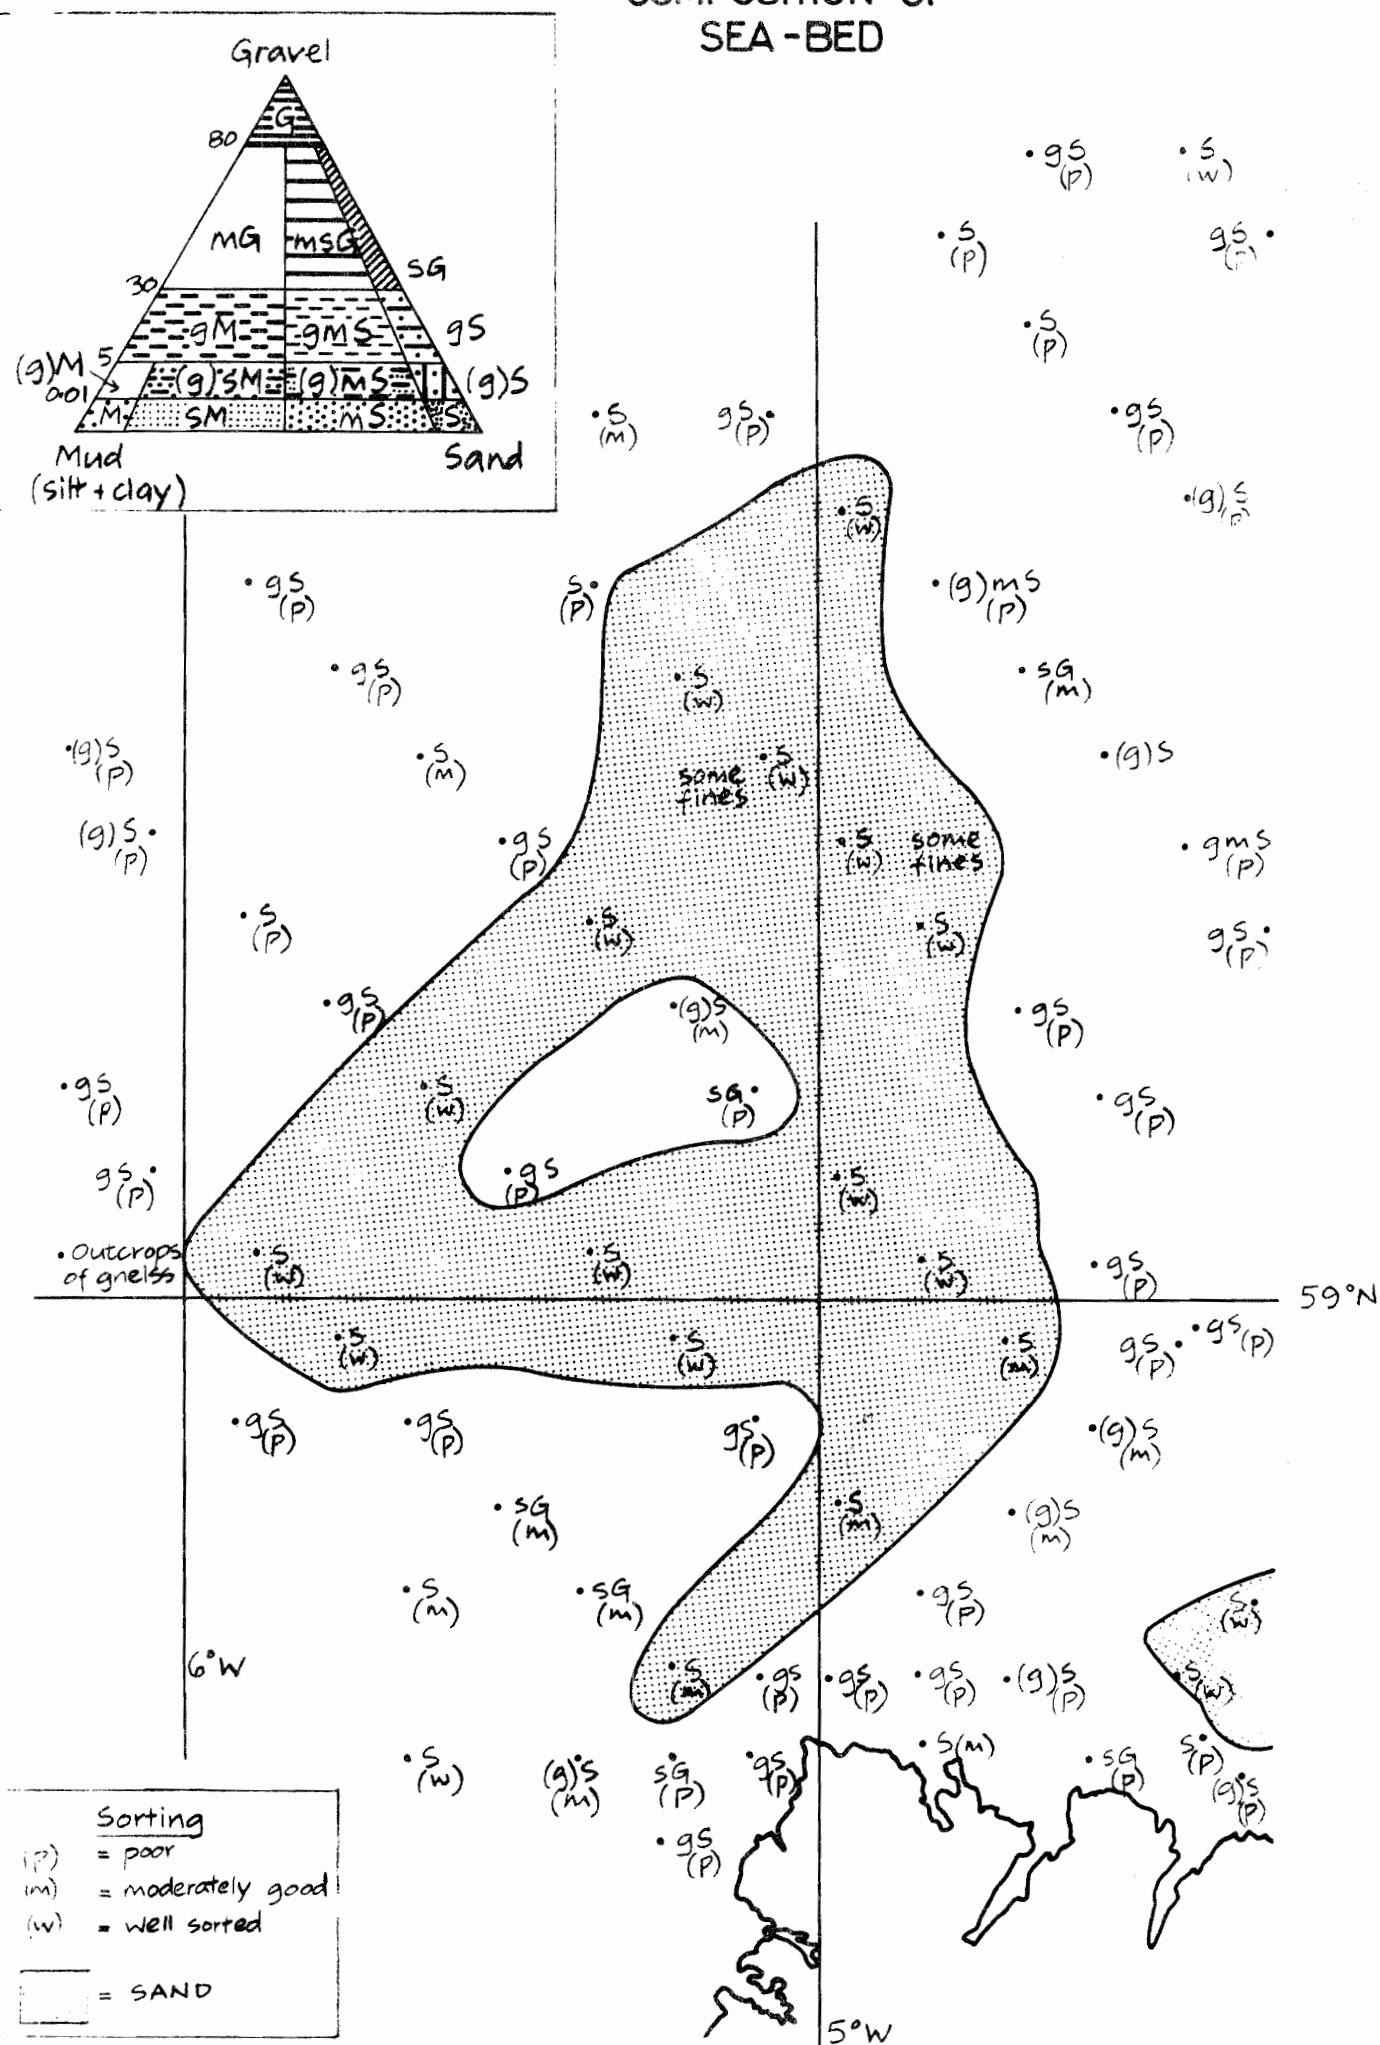 SEA-BED
Gravel
G
80
mG
msG
sG
30
gM
gmS
gS
5
(g)M
0.01
(g)sM
(g)mS
(g)S
M
sM
mS
S
Mud
Sand
(silt + clay)
gS
(p)
S
(w)
S
(p)
gS
S
(p)
S
(m)
gS
(p)
gS
(p)
(g)S
(p)
S
(w)
gS
(p)
S
(p)
(g)mS
(p)
gS
(p)
S
(w)
sG
(m)
(g)S
(p)
S
(m)
some
fines
S
(w)
(g)S
(g)S
(p)
gS
(p)
S
(w)
some
fines
gmS
(p)
S
(p)
S
(w)
S
(w)
gS
(p)
gS
(p)
(g)S
(m)
gS
(p)
gS
(p)
S
(w)
sG
(p)
gS
(p)
gS
(p)
gS
(p)
S
(w)
Outcrops
of gneiss
S
(w)
S
(w)
S
(w)
gS
(p)
59°N
S
(w)
S
(w)
S
(m)
gS
(p)
gS(p)
gS
(p)
gS
(p)
gS
(p)
(g)S
(m)
sG
(m)
S
(m)
(g)S
(m)
S
(m)
sG
(m)
gS
(p)
S
(w)
6°W
S
(m)
gS
(p)
gS
(p)
gS
(p)
(g)S
(p)
S(w)
S
(w)
(g)S
(m)
sG
(p)
gS
(p)
S(m)
sG
(p)
S
(p)
(g)S
(p)
gS
(p)
Sorting
(p) = poor
(m) = moderately good
(w) = well sorted
= SAND
5°W